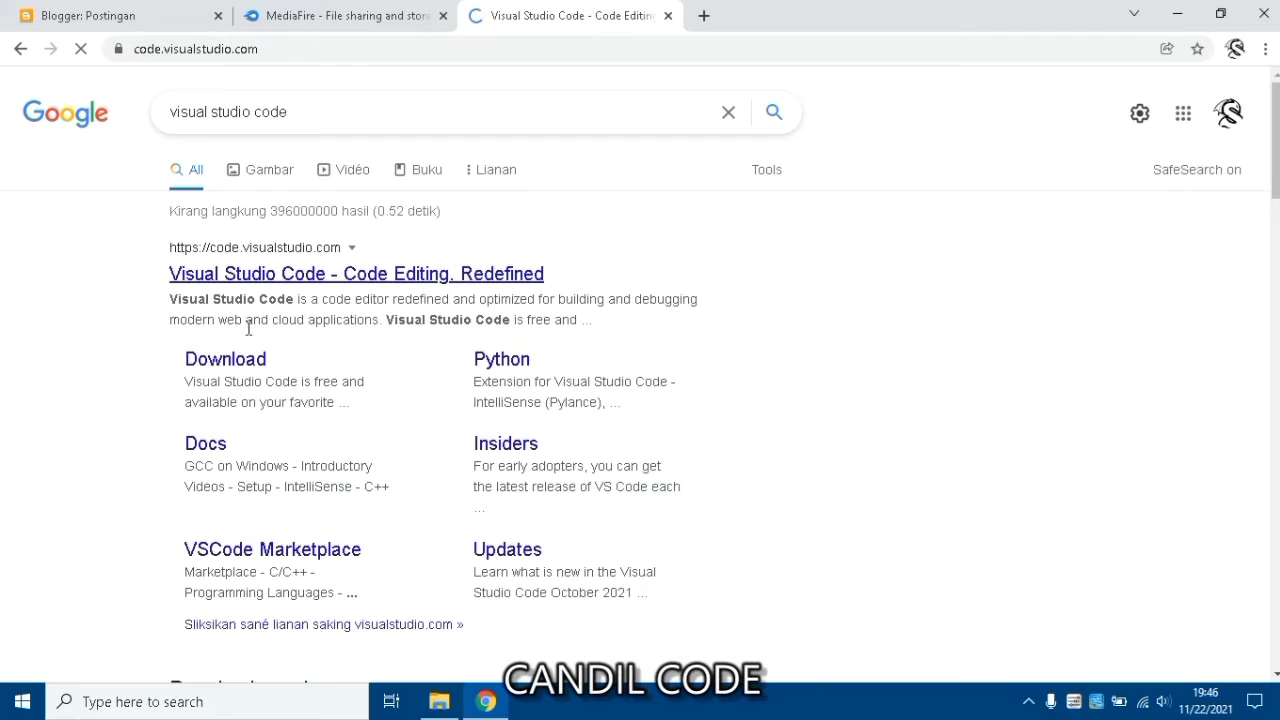 Blogger: Postingan
MediaFire - File sharing and stora
Visual Studio Code - Code Editing
code.visualstudio.com
Google
visual studio code
All
Gambar
Vidéo
Buku
Lianan
Tools
SafeSearch on
Kirang langkung 396000000 hasil (0.52 detik)
https://code.visualstudio.com
Visual Studio Code - Code Editing. Redefined
Visual Studio Code is a code editor redefined and optimized for building and debugging
modern web and cloud applications. Visual Studio Code is free and ...
Download
Visual Studio Code is free and
available on your favorite ...
Python
Extension for Visual Studio Code -
IntelliSense (Pylance), ...
Docs
GCC on Windows - Introductory
Videos - Setup - IntelliSense - C++
Insiders
For early adopters, you can get
the latest release of VS Code each
...
VSCode Marketplace
Marketplace - C/C++ -
Programming Languages - ...
Updates
Learn what is new in the Visual
Studio Code October 2021 ...
Sliksikan sané lianan saking visualstudio.com »
CANDIL CODE
Type here to search
19:46
11/22/2021